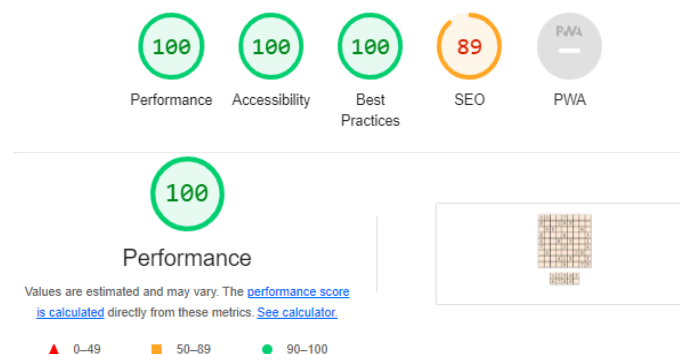 100 100 100 89 PWA
Performance Accessibility Best Practices SEO PWA
100
Performance
Values are estimated and may vary. The performance score
is calculated directly from these metrics. See calculator.
0–49 50–89 90–100